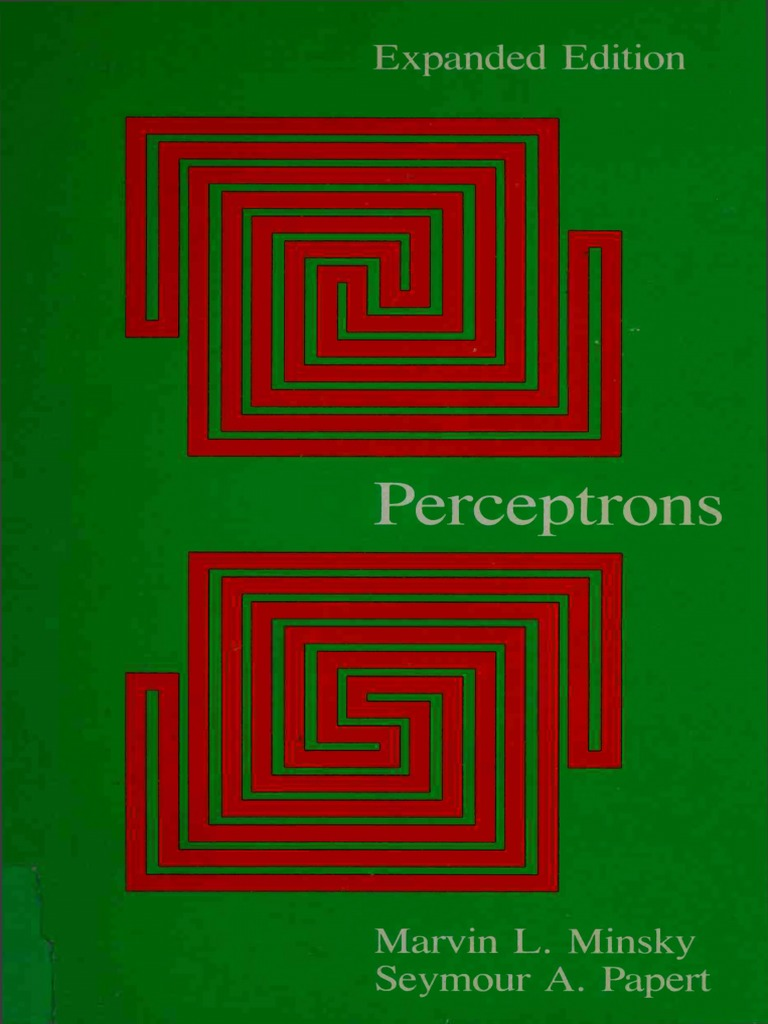 Expanded Edition
Perceptrons
Marvin L. Minsky
Seymour A. Papert